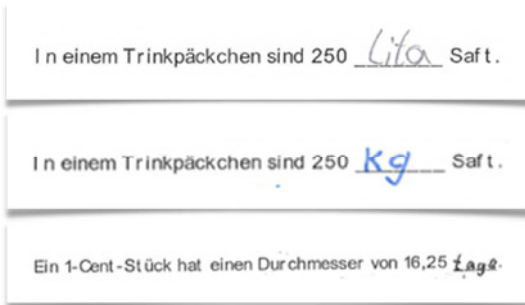 In einem Trinkpäckchen sind 250 Lita Saft.
In einem Trinkpäckchen sind 250 Kg Saft.
Ein 1-Cent-Stück hat einen Durchmesser von 16,25 tage.